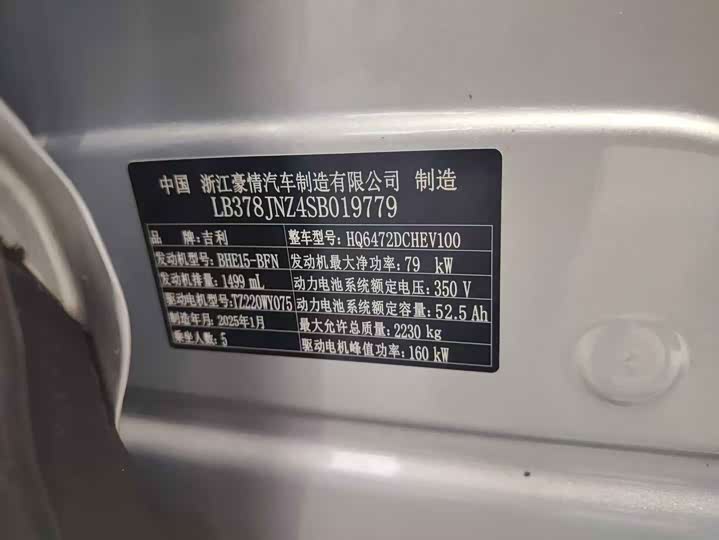 中国 浙江豪情汽车制造有限公司 制造
LB378JNZ4SB019779
品 牌:吉利 整车型号:HQ6472DCHEV100
发动机型号:BHE15-BFN 发动机最大净功率:79 kW
发动机排量:1499 mL 动力电池系统额定电压:350 V
驱动电机型号:TZ220WY075 动力电池系统额定容量:52.5 Ah
制造年月:2025年1月 最大允许总质量:2230 kg
乘坐人数:5 驱动电机峰值功率:160 kW